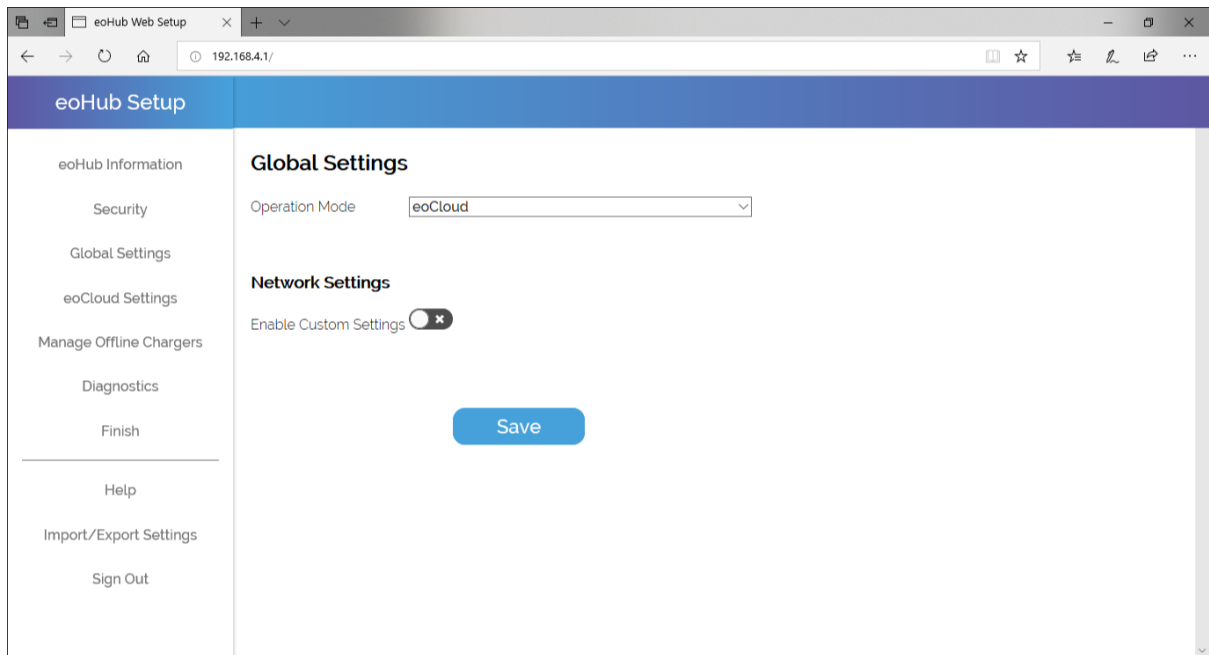 eoHub Web Setup
192.168.4.1/
eoHub Setup
eoHub Information
Security
Global Settings
eoCloud Settings
Manage Offline Chargers
Diagnostics
Finish
Help
Import/Export Settings
Sign Out
Global Settings
Operation Mode eoCloud
Network Settings
Enable Custom Settings
Save